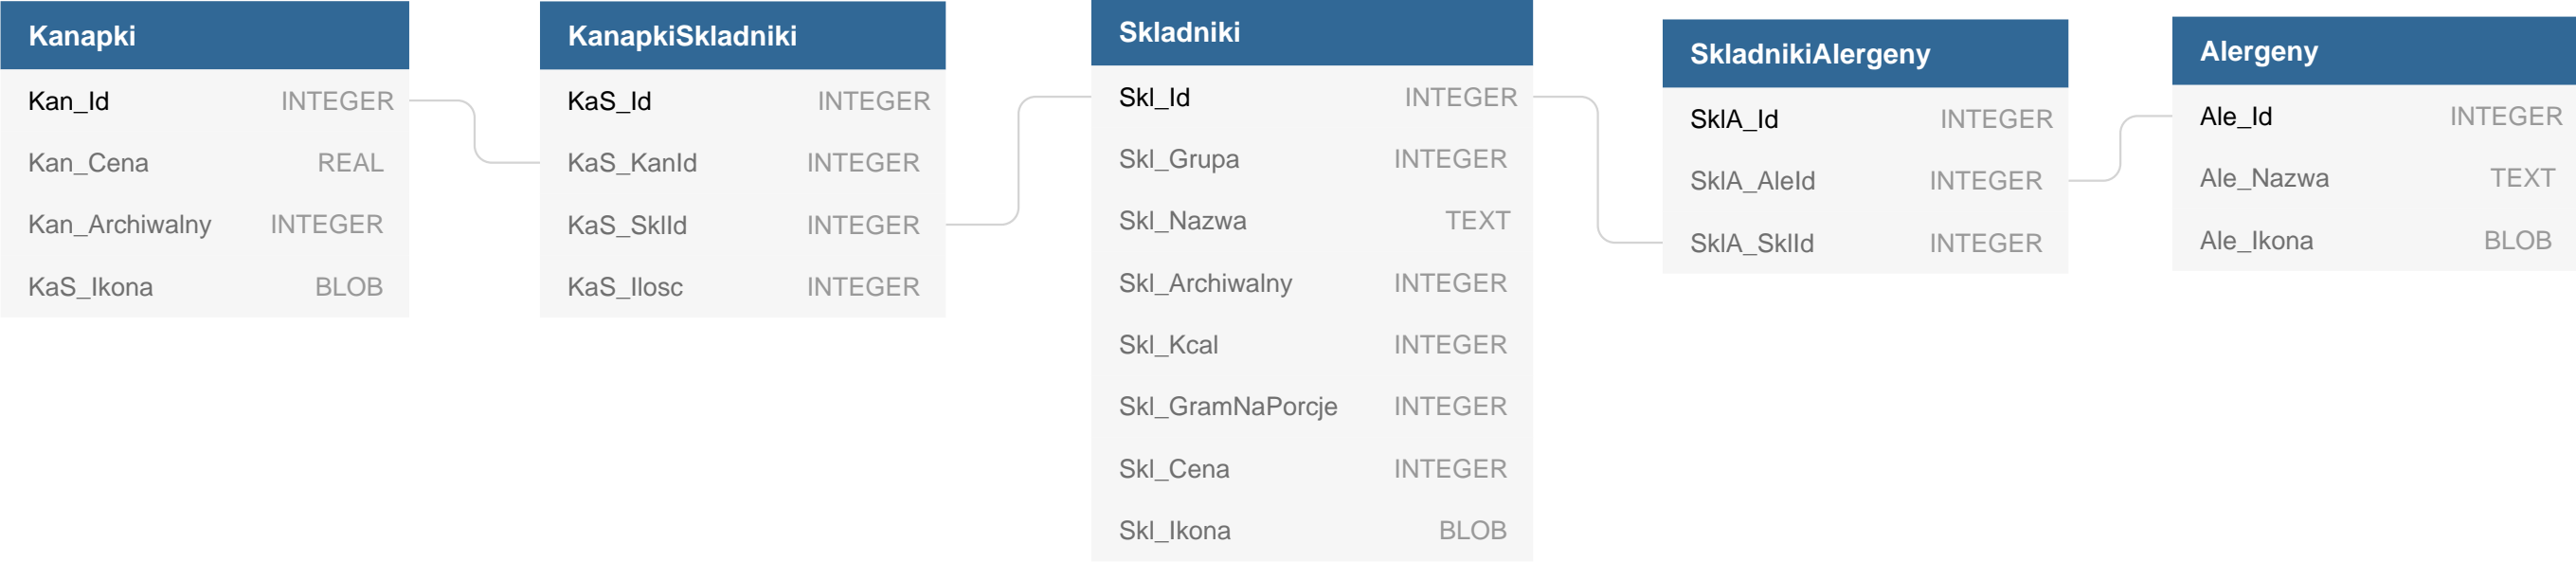 Kanapki
Kan_Id INTEGER
Kan_Cena REAL
Kan_Archiwalny INTEGER
KaS_Ikona BLOB
KanapkiSkladniki
KaS_Id INTEGER
KaS_KanId INTEGER
KaS_SklId INTEGER
KaS_Ilosc INTEGER
Skladniki
Skl_Id INTEGER
Skl_Grupa INTEGER
Skl_Nazwa TEXT
Skl_Archiwalny INTEGER
Skl_Kcal INTEGER
Skl_GramNaPorcje INTEGER
Skl_Cena INTEGER
Skl_Ikona BLOB
SkladnikiAlergeny
SklA_Id INTEGER
SklA_AleId INTEGER
SklA_SklId INTEGER
Alergeny
Ale_Id INTEGER
Ale_Nazwa TEXT
Ale_Ikona BLOB